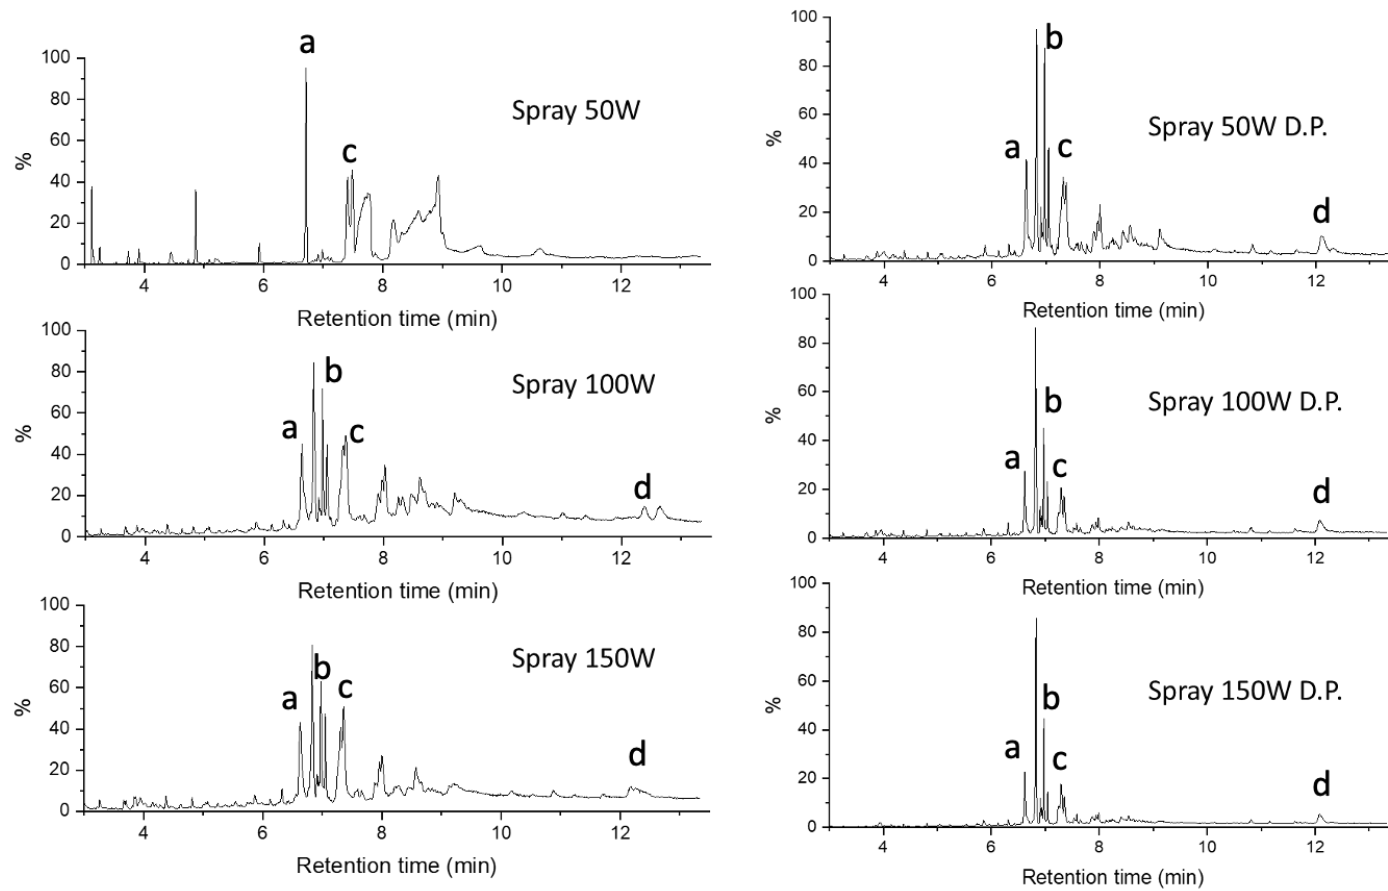 a
c
Spray 50W
%
100
80
60
40
20
0
4 6 8 10 12
Retention time (min)
a
b
c
d
Spray 100W
%
100
80
60
40
20
0
4 6 8 10 12
Retention time (min)
a
b
c
d
Spray 150W
%
100
80
60
40
20
0
4 6 8 10 12
Retention time (min)
a
b
c
d
Spray 50W D.P.
%
100
80
60
40
20
0
4 6 8 10 12
Retention time (min)
a
b
c
d
Spray 100W D.P.
%
100
80
60
40
20
0
4 6 8 10 12
Retention time (min)
a
b
c
d
Spray 150W D.P.
%
100
80
60
40
20
0
4 6 8 10 12
Retention time (min)